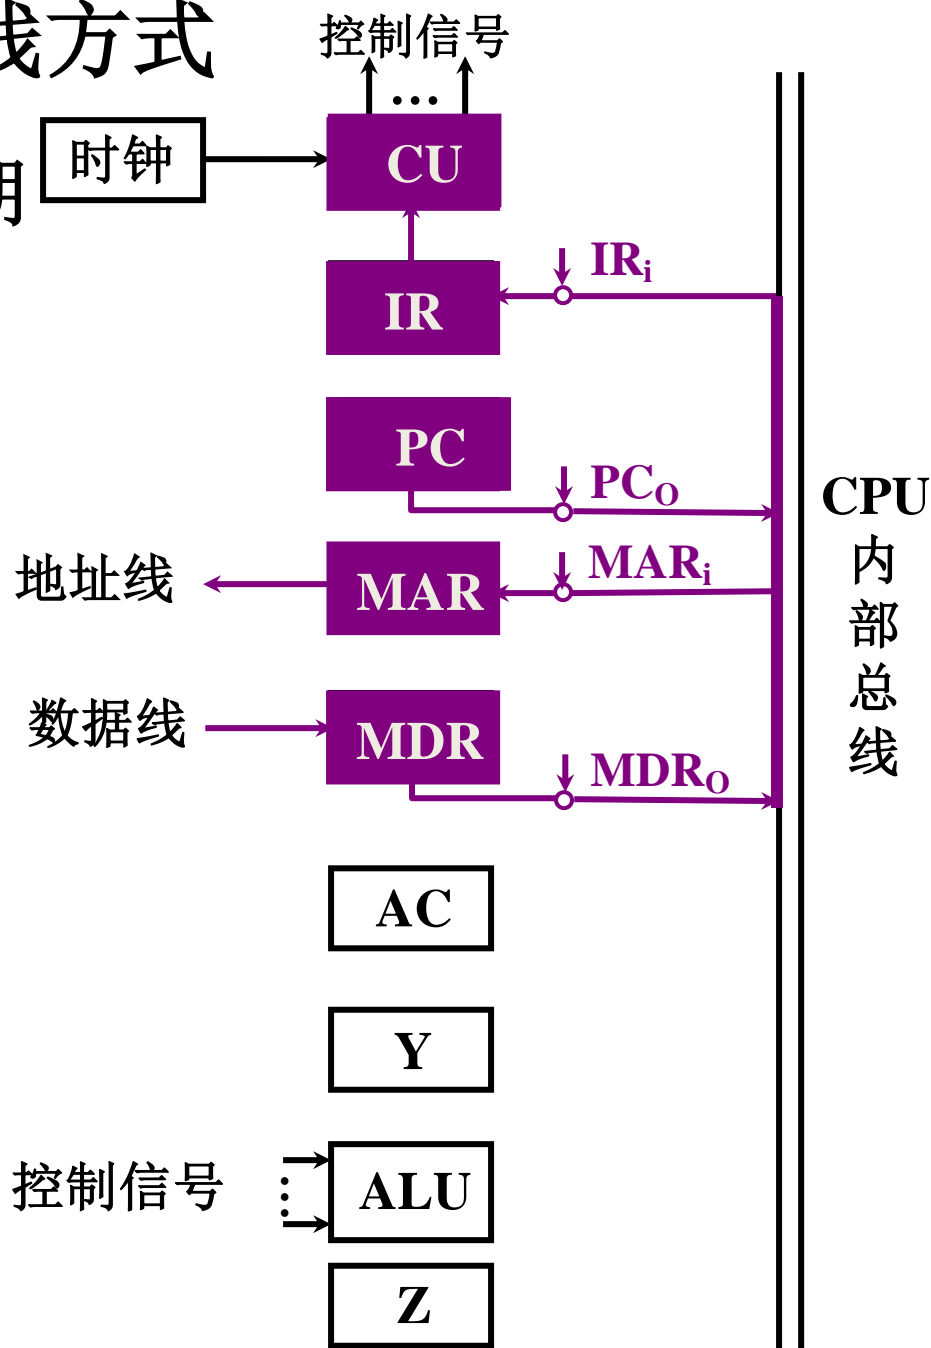 线方式
控制信号
…
期
时钟
CU
IR
IRi
PC
PCO
MAR
MARi
地址线
数据线
MDR
MDRO
CPU
内
部
总
线
AC
Y
控制信号
ALU
Z